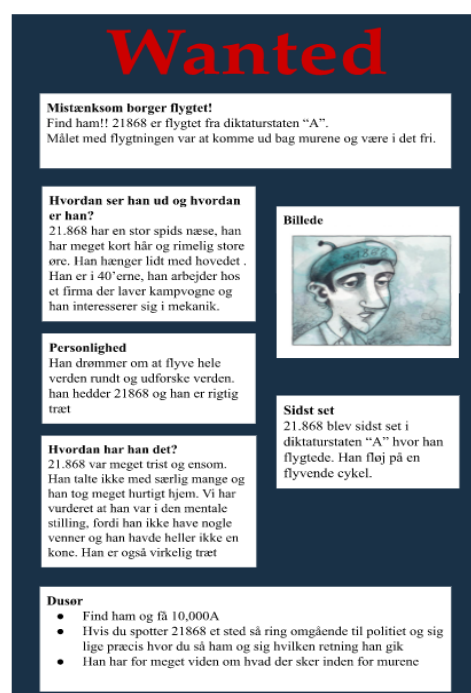 Wanted
Mistænksom borger flygtet!
Find ham!! 21868 er flygtet fra diktaturstaten “A”.
Målet med flygtningen var at komme ud bag murene og være i det fri.
Hvordan ser han ud og hvordan
er han?
21.868 har en stor spids næse, han
har meget kort hår og rimelig store
øre. Han hænger lidt med hovedet .
Han er i 40’erne, han arbejder hos
et firma der laver kampvogne og
han interesserer sig i mekanik.
Billede
Personlighed
Han drømmer om at flyve hele
verden rundt og udforske verden.
han hedder 21868 og han er rigtig
træt
Sidst set
21.868 blev sidst set i
diktaturstaten “A” hvor han
flygtede. Han fløj på en
flyvende cykel.
Hvordan har han det?
21.868 var meget trist og ensom.
Han talte ikke med særlig mange og
han tog meget hurtigt hjem. Vi har
vurderet at han var i den mentale
stilling, fordi han ikke have nogle
venner og han havde heller ikke en
kone. Han er også virkelig træt
Dusør
● Find ham og få 10,000A
● Hvis du spotter 21868 et sted så ring omgående til politiet og sig
lige præcis hvor du så ham og sig hvilken retning han gik
● Han har for meget viden om hvad der sker inden for murene